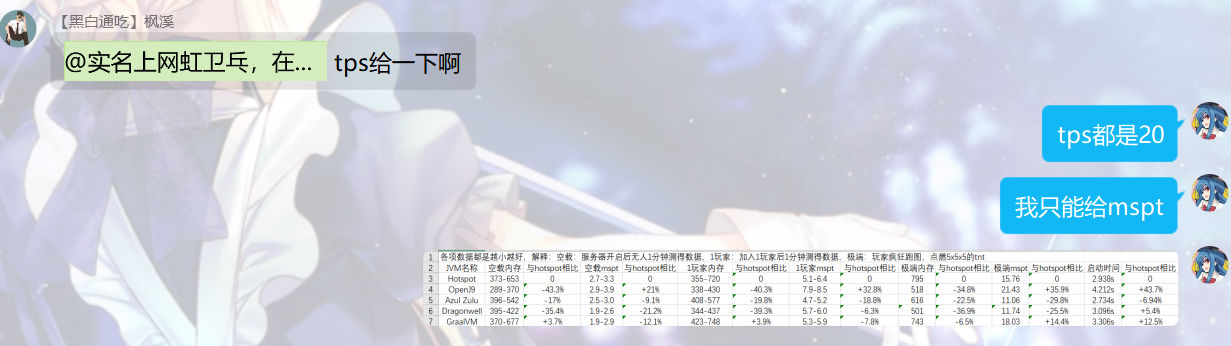 【黑白通吃】枫溪
@实名上网虹卫乓，在... tps给一下啊
tps都是20
我只能给mspt
1 各项数据都是越小越好，解释：空载：服务器开启后无人1分钟测得数据，1玩家：加入1玩家后1分钟测得数据，极端：玩家疯狂跑图，点燃5x5x5的tnt
2 JVM名称 空载内存 与hotspot相比 空载mspt 与hotspot相比 1玩家内存 与hotspot相比 1玩家mspt 与hotspot相比 极端内存 与hotspot相比 极端mspt 与hotspot相比 启动时间 与hotspot相比
3 Hotspot 373-653 0 2.7-3.3 0 355-720 0 5.1-6.4 0 795 0 15.76 0 2.938s 0
4 OpenJ9 289-370 -43.3% 2.9-3.9 +21% 338-430 -40.3% 7.9-8.5 +32.8% 518 -34.8% 21.43 +35.9% 4.212s +43.7%
5 Azul Zulu 396-542 -17% 2.5-3.0 -9.1% 408-577 -19.8% 4.7-5.2 -18.8% 616 -22.5% 11.06 -29.8% 2.734s -6.94%
6 Dragonwell 395-422 -35.4% 1.9-2.6 -21.2% 344-437 -39.3% 5.7-6.0 -6.3% 501 -36.9% 11.74 -25.5% 3.096s +5.4%
7 GraalVM 370-677 +3.7% 1.9-2.9 -12.1% 423-748 +3.9% 5.3-5.9 -7.8% 743 -6.5% 18.03 +14.4% 3.306s +12.5%